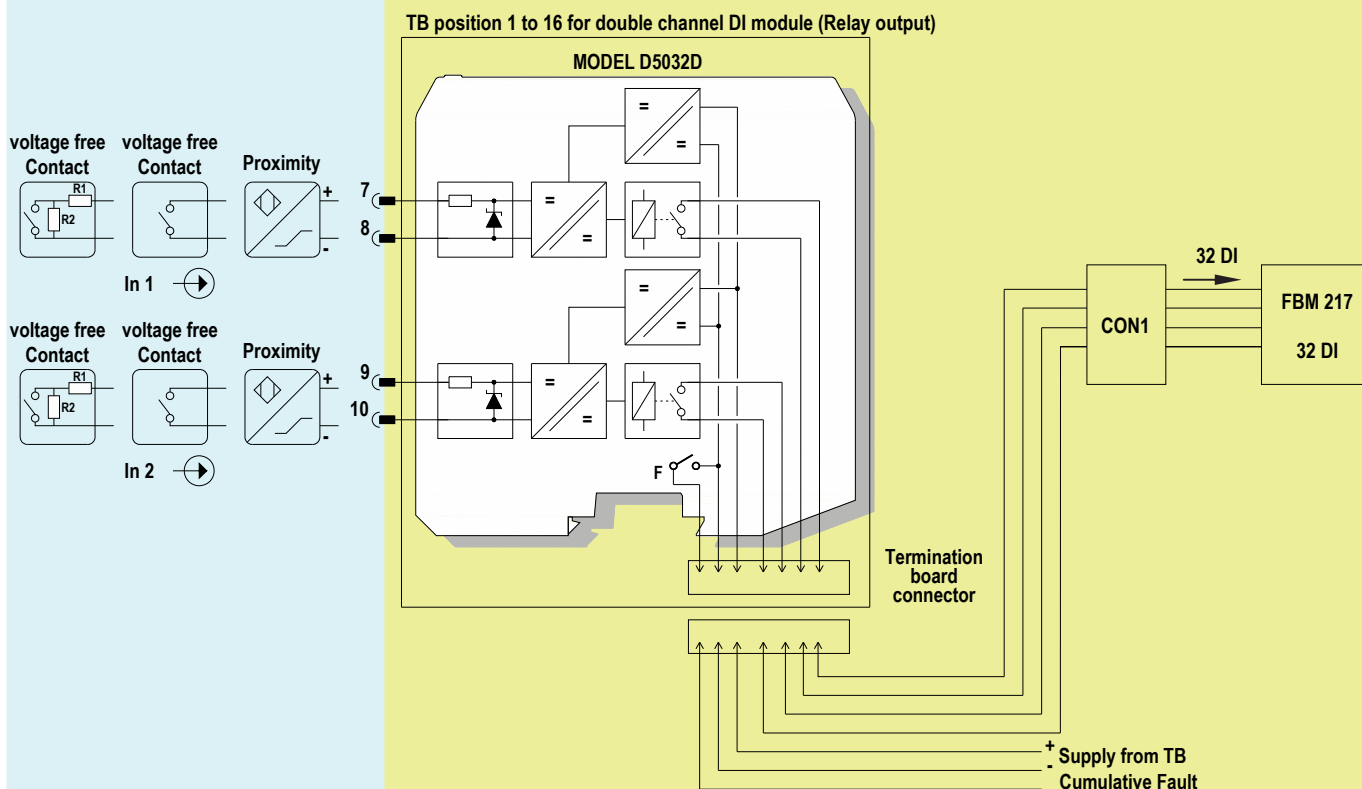 TB position 1 to 16 for double channel DI module (Relay output)
MODEL D5032D
voltage free
Contact
voltage free
Contact
Proximity
R1
R2
+
-
7
8
In 1
=
=
=
=
voltage free
Contact
voltage free
Contact
Proximity
R1
R2
+
-
9
10
In 2
=
=
=
=
F
32 DI
CON1
FBM 217
32 DI
Termination
board
connector
+
-
Supply from TB
Cumulative Fault